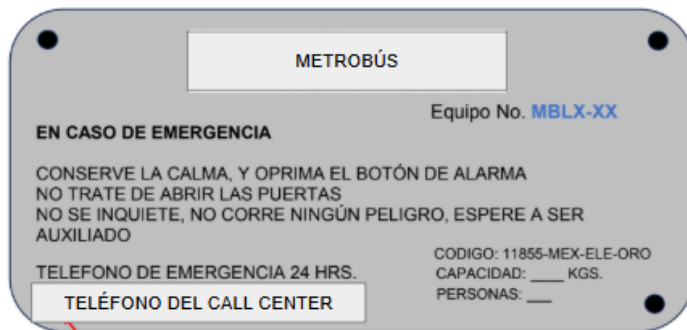 METROBÚS
Equipo No. MBLX-XX
EN CASO DE EMERGENCIA
CONSERVE LA CALMA, Y OPRIMA EL BOTÓN DE ALARMA
NO TRATE DE ABRIR LAS PUERTAS
NO SE INQUIETE, NO CORRE NINGÚN PELIGRO, ESPERE A SER
AUXILIADO
TELEFONO DE EMERGENCIA 24 HRS.
TELÉFONO DEL CALL CENTER
CODIGO: 11855-MEX-ELE-ORO
CAPACIDAD: ____ KGS.
PERSONAS: ___